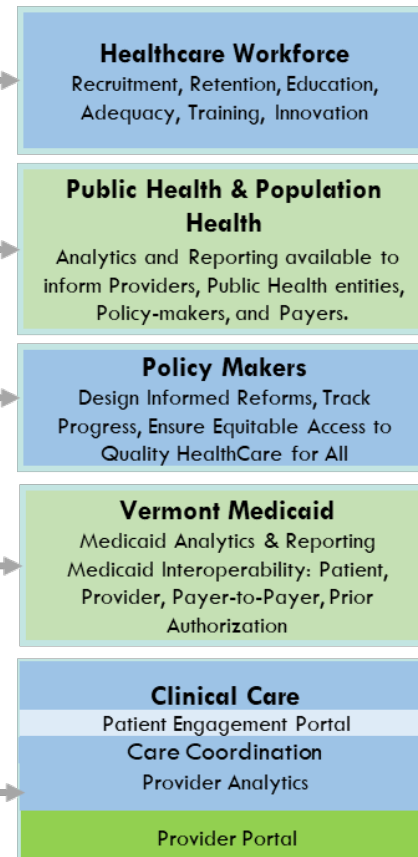 Healthcare Workforce
Recruitment, Retention, Education,
Adequacy, Training, Innovation
Public Health & Population
Health
Analytics and Reporting available to
inform Providers, Public Health entities,
Policy-makers, and Payers.
Policy Makers
Design Informed Reforms, Track
Progress, Ensure Equitable Access to
Quality HealthCare for All
Vermont Medicaid
Medicaid Analytics & Reporting
Medicaid Interoperability: Patient,
Provider, Payer-to-Payer, Prior
Authorization
Clinical Care
Patient Engagement Portal
Care Coordination
Provider Analytics
Provider Portal